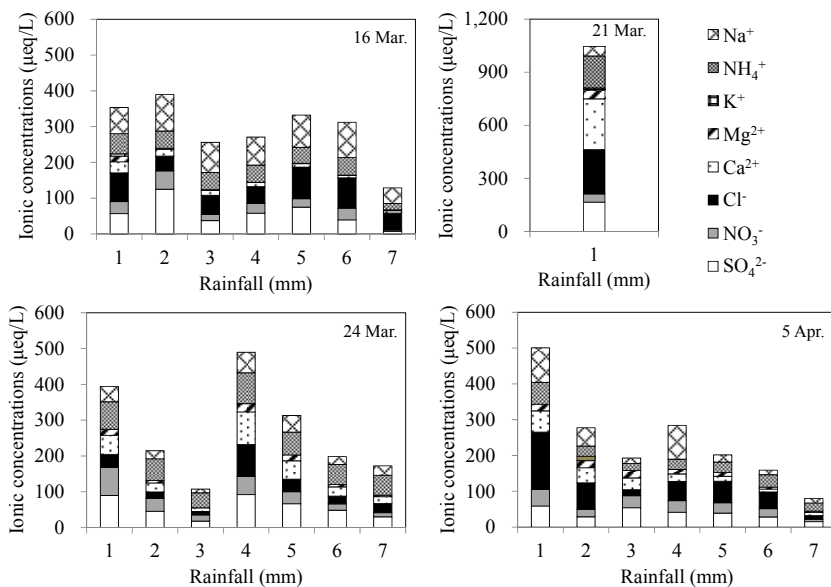 Ionic concentrations (µeq/L)
600
500
400
300
200
100
0
16 Mar.
1 2 3 4 5 6 7
Rainfall (mm)
Ionic concentrations (µeq/L)
1,200
900
600
300
0
21 Mar.
1
Rainfall (mm)
Na⁺
NH₄⁺
K⁺
Mg²⁺
Ca²⁺
Cl⁻
NO₃⁻
SO₄²⁻
Ionic concentrations (µeq/L)
600
500
400
300
200
100
0
24 Mar.
1 2 3 4 5 6 7
Rainfall (mm)
Ionic concentrations (µeq/L)
600
500
400
300
200
100
0
5 Apr.
1 2 3 4 5 6 7
Rainfall (mm)